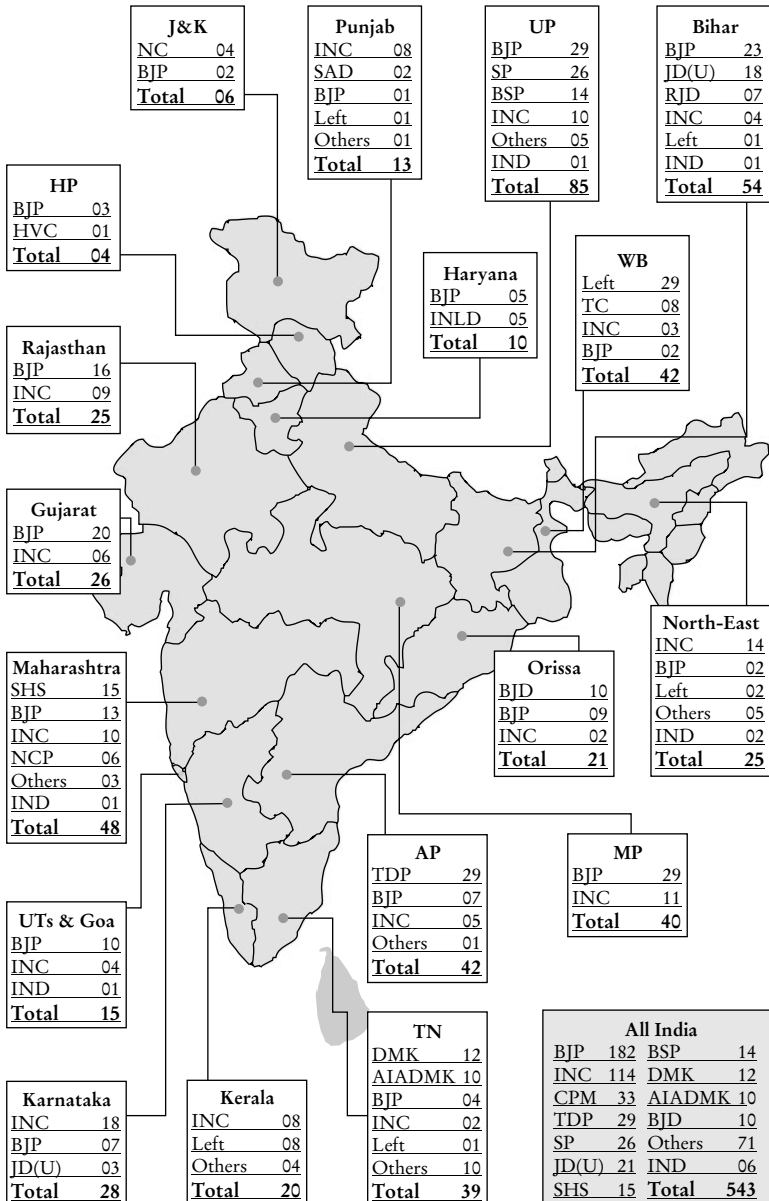 J&K
NC 04
BJP 02
Total 06
Punjab
INC 08
SAD 02
BJP 01
Left 01
Others 01
Total 13
UP
BJP 29
SP 26
BSP 14
INC 10
Others 05
IND 01
Total 85
Bihar
BJP 23
JD(U) 18
RJD 07
INC 04
Left 01
IND 01
Total 54
HP
BJP 03
HVC 01
Total 04
Haryana
BJP 05
INLD 05
Total 10
WB
Left 29
TC 08
INC 03
BJP 02
Total 42
Rajasthan
BJP 16
INC 09
Total 25
Gujarat
BJP 20
INC 06
Total 26
North-East
INC 14
BJP 02
Left 02
Others 05
IND 02
Total 25
Maharashtra
SHS 15
BJP 13
INC 10
NCP 06
Others 03
IND 01
Total 48
Orissa
BJD 10
BJP 09
INC 02
Total 21
AP
TDP 29
BJP 07
INC 05
Others 01
Total 42
MP
BJP 29
INC 11
Total 40
UTs & Goa
BJP 10
INC 04
IND 01
Total 15
Karnataka
INC 18
BJP 07
JD(U) 03
Total 28
Kerala
INC 08
Left 08
Others 04
Total 20
TN
DMK 12
AIADMK 10
BJP 04
INC 02
Left 01
Others 10
Total 39
All India
BJP 182 BSP 14
INC 114 DMK 12
CPM 33 AIADMK 10
TDP 29 BJD 10
SP 26 Others 71
JD(U) 21 IND 06
SHS 15 Total 543